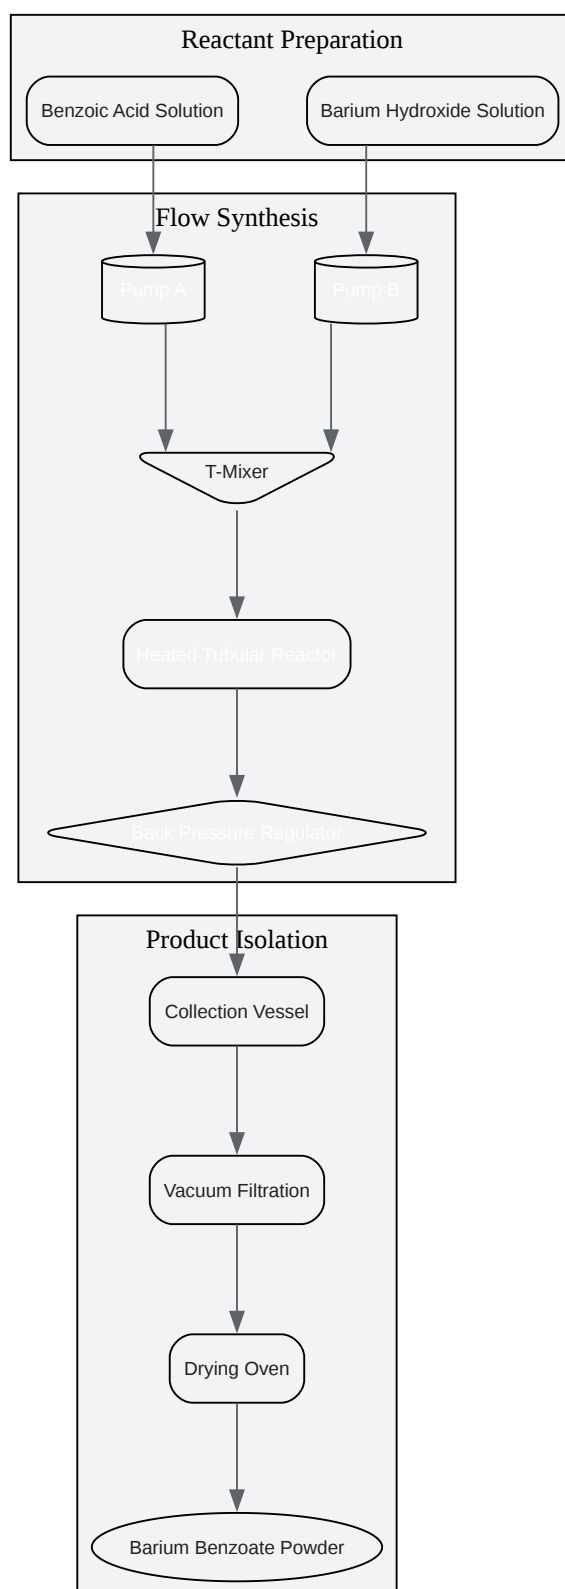 Reactant Preparation
Benzoic Acid Solution
Barium Hydroxide Solution
Flow Synthesis
Pump A
Pump B
T-Mixer
Heated Tubular Reactor
Back Pressure Regulator
Product Isolation
Collection Vessel
Vacuum Filtration
Drying Oven
Barium Benzoate Powder